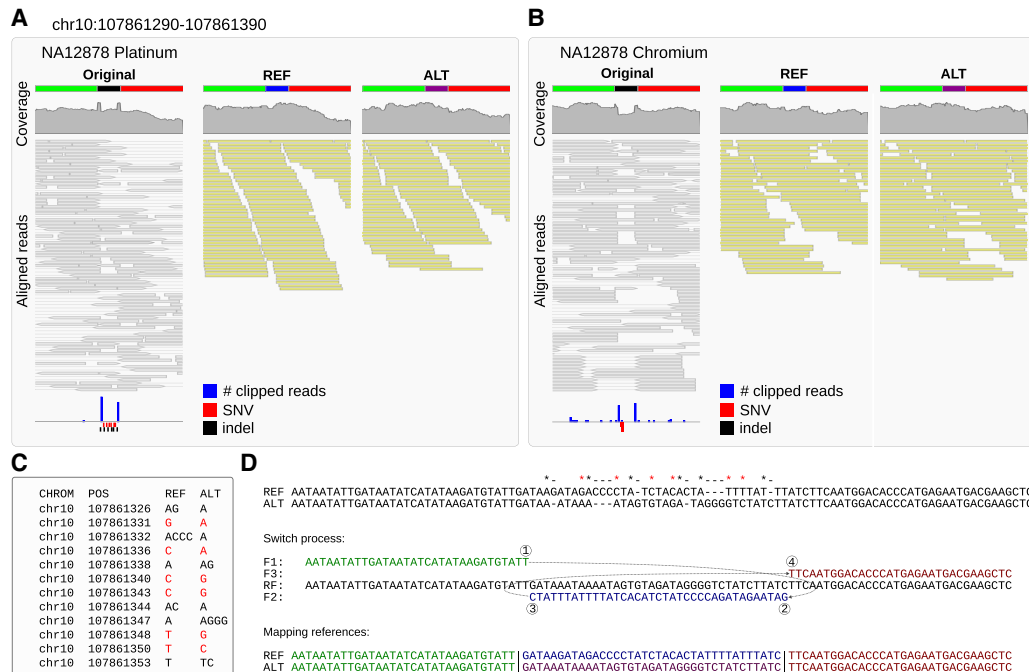 A
chr10:107861290-107861390
NA12878 Platinum
Original
REF
ALT
Coverage
Aligned reads
# clipped reads
SNV
indel
B
NA12878 Chromium
Original
REF
ALT
Coverage
Aligned reads
# clipped reads
SNV
indel
C
CHROM POS REF ALT
chr10 107861326 AG A
chr10 107861331 G A
chr10 107861332 ACCC A
chr10 107861336 C A
chr10 107861338 A AG
chr10 107861340 C G
chr10 107861343 C G
chr10 107861344 AC A
chr10 107861347 A AGGG
chr10 107861348 T G
chr10 107861350 T C
chr10 107861353 T TC
D
*- **---* *- * **- *---* * *-
REF AATAATATTGATAATATCATATAAGATGTATTGATAAGATAGACCCCTA-TCTACACTA---TTTTAT-TTATCTTCAATGGACACCCATGAGAATGACGAAGCTC
ALT AATAATATTGATAATATCATATAAGATGTATTGATAA-ATAAA---ATAGTGTAGA-TAGGGGTCTATCTTATCTTCAATGGACACCCATGAGAATGACGAAGCTC
Switch process:
1
F1: AATAATATTGATAATATCATATAAGATGTATT
4
F3: TTCAATGGACACCCATGAGAATGACGAAGCTC
RF: AATAATATTGATAATATCATATAAGATGTATTGATAAATAAAATAGTGTAGATAGGGGTCTATCTTATCTTCAATGGACACCCATGAGAATGACGAAGCTC
F2: CTATTTATTTTATCACATCTATCCCCAGATAGAATAG
3
2
Mapping references:
REF AATAATATTGATAATATCATATAAGATGTATT GATAAGATAGACCCCTATCTACACTATTTTATTTATC TTCAATGGACACCCATGAGAATGACGAAGCTC
ALT AATAATATTGATAATATCATATAAGATGTATT GATAAATAAAATAGTGTAGATAGGGGTCTATCTTATC TTCAATGGACACCCATGAGAATGACGAAGCTC